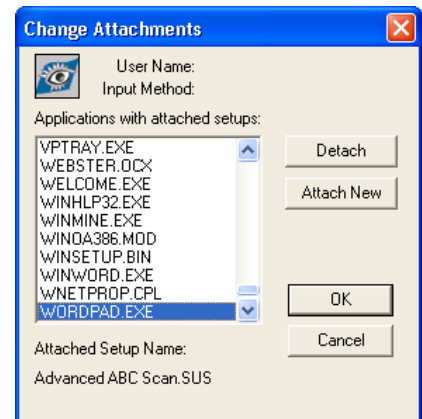 Change Attachments
User Name:
Input Method:
Applications with attached setups:
VPTRAY.EXE
WEBSTER.OCX
WELCOME.EXE
WINHLP32.EXE
WINMINE.EXE
WINOA386.MOD
WINSETUP.BIN
WINWORD.EXE
WNETPROP.CPL
WORDPAD.EXE
Detach
Attach New
OK
Cancel
Attached Setup Name:
Advanced ABC Scan.SUS